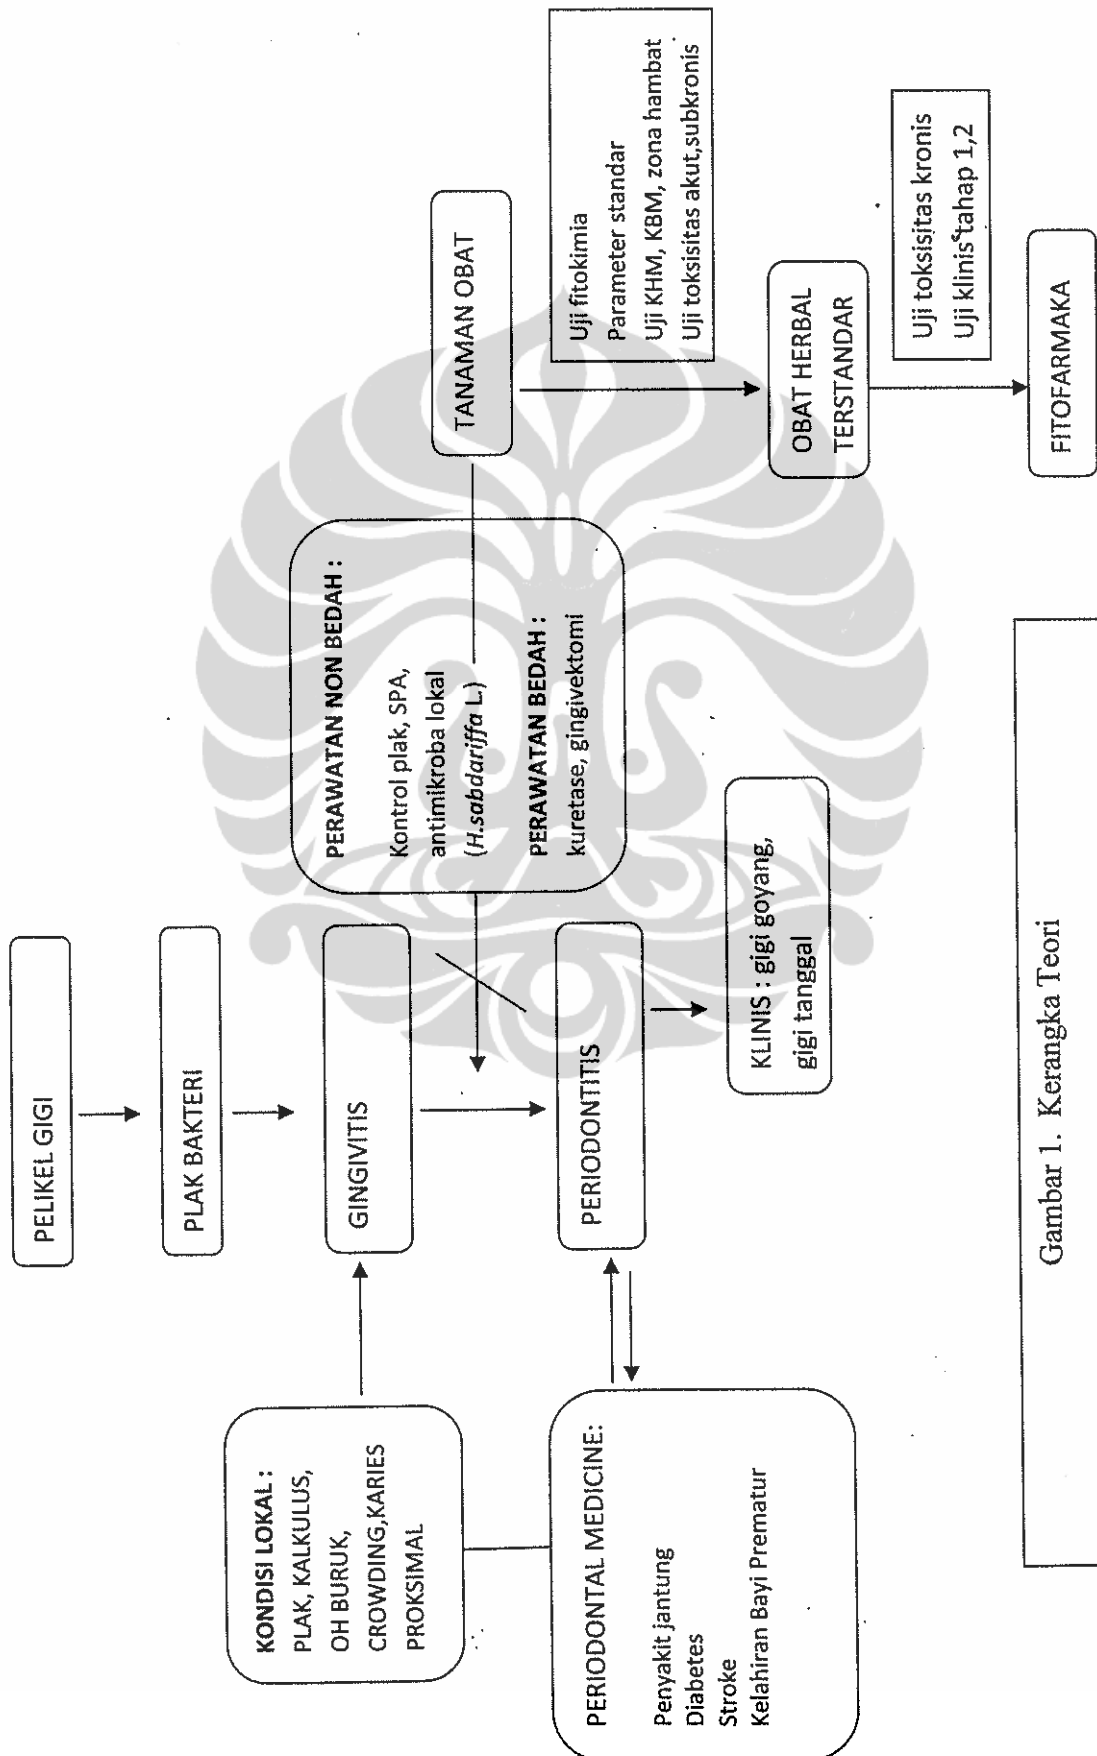 PELIKEL GIGI
PLAK BAKTERI
KONDISI LOKAL :
PLAK, KALKULUS,
OH BURUK,
CROWDING,KARIES
PROKSIMAL
GINGIVITIS
PERAWATAN NON BEDAH :
Kontrol plak, SPA,
antimikroba lokal
(H.sabdariffa L.)
PERAWATAN BEDAH :
kuretase, gingivektomi
TANAMAN OBAT
Uji fitokimia
Parameter standar
Uji KHM, KBM, zona hambat
Uji toksisitas akut,subkronis
PERIODONTAL MEDICINE:
Penyakit jantung
Diabetes
Stroke
Kelahiran Bayi Prematur
PERIODONTITIS
KLINIS : gigi goyang,
gigi tanggal
OBAT HERBAL
TERSTANDAR
Uji toksisitas kronis
Uji klinis tahap 1,2
FITOFARMAKA
Gambar 1. Kerangka Teori